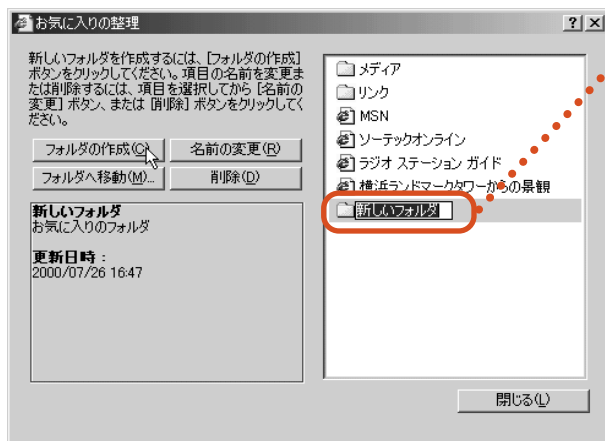 お気に入りの整理
新しいフォルダを作成するには、[フォルダの作成]
ボタンをクリックしてください。項目の名前を変更ま
たは削除するには、項目を選択してから [名前の
変更] ボタン、または [削除] ボタンをクリックしてく
ださい。
フォルダの作成(C) 名前の変更(R)
フォルダへ移動(M)... 削除(D)
新しいフォルダ
お気に入りのフォルダ
更新日時：
2000/07/26 16:47
メディア
リンク
MSN
ソーテックオンライン
ラジオ ステーション ガイド
横浜ランドマークタワーからの景観
新しいフォルダ
閉じる(L)